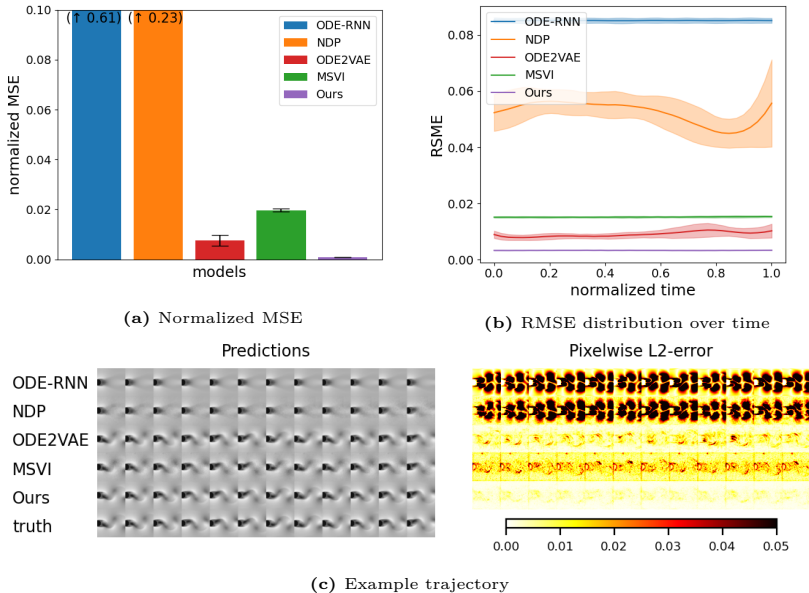 (↑ 0.61) (↑ 0.23)
0.10
0.08
0.06
0.04
0.02
0.00
normalized MSE
models
ODE-RNN
NDP
ODE2VAE
MSVI
Ours
(a) Normalized MSE
0.08
0.06
0.04
0.02
0.00
RSME
0.0 0.2 0.4 0.6 0.8 1.0
normalized time
ODE-RNN
NDP
ODE2VAE
MSVI
Ours
(b) RMSE distribution over time
Predictions
ODE-RNN
NDP
ODE2VAE
MSVI
Ours
truth
Pixelwise L2-error
0.00 0.01 0.02 0.03 0.04 0.05
(c) Example trajectory